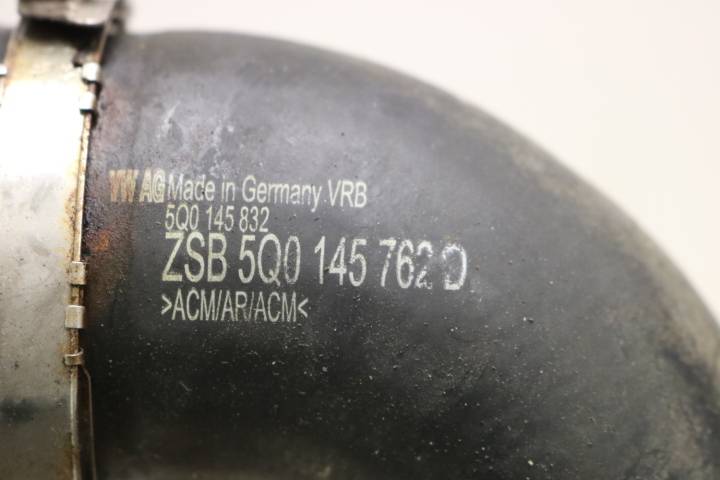 VW AG Made in Germany VRB
5Q0 145 832
ZSB 5Q0 145 762 D
>ACM/AR/ACM<